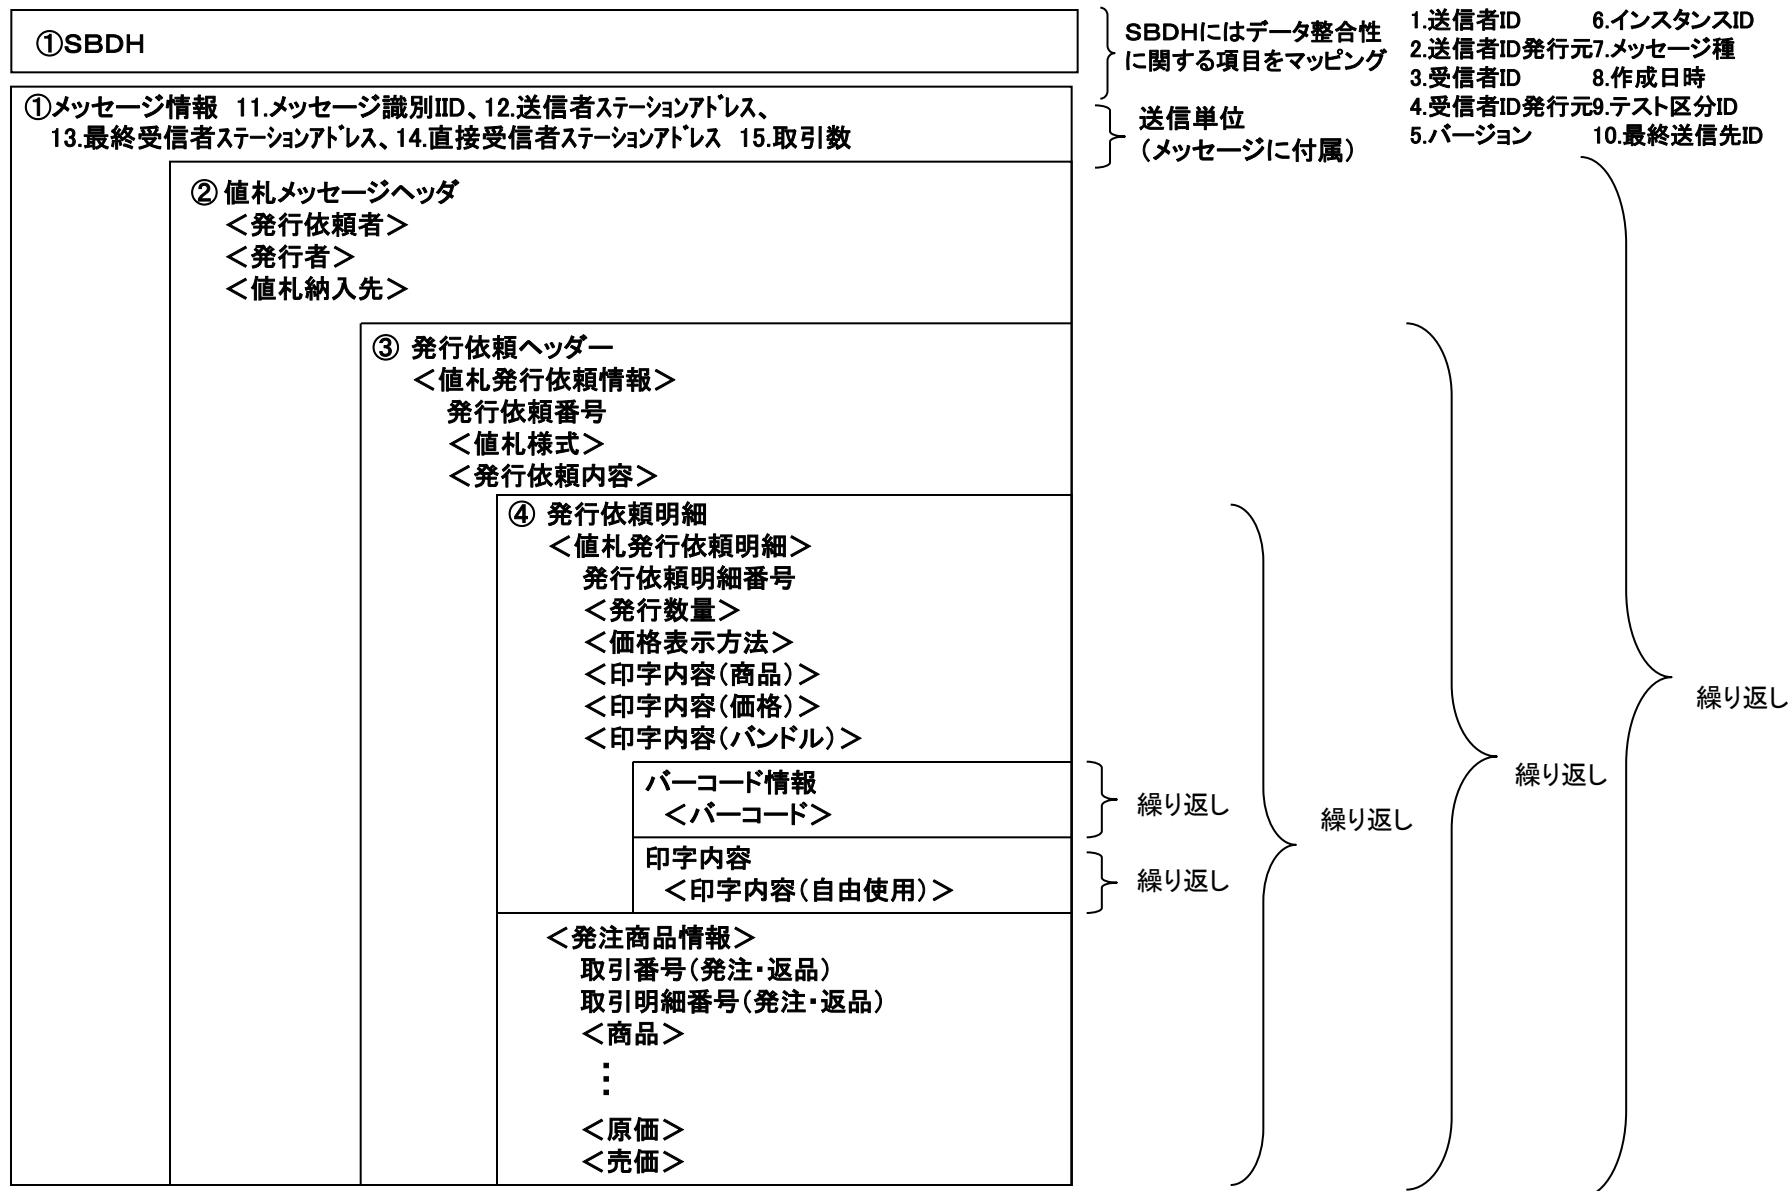 ①SBDH
SBDHにはデータ整合性
に関する項目をマッピング
1.送信者ID 6.インスタンスID
2.送信者ID発行元7.メッセージ種
3.受信者ID 8.作成日時
4.受信者ID発行元9.テスト区分ID
5.バージョン 10.最終送信先ID
①メッセージ情報 11.メッセージ識別IID、12.送信者ステーションアドレス、
13.最終受信者ステーションアドレス、14.直接受信者ステーションアドレス 15.取引数
送信単位
（メッセージに付属）
② 値札メッセージヘッダ
＜発行依頼者＞
＜発行者＞
＜値札納入先＞
③ 発行依頼ヘッダー
＜値札発行依頼情報＞
発行依頼番号
＜値札様式＞
＜発行依頼内容＞
④ 発行依頼明細
＜値札発行依頼明細＞
発行依頼明細番号
＜発行数量＞
＜価格表示方法＞
＜印字内容（商品）＞
＜印字内容（価格）＞
＜印字内容（バンドル）＞
バーコード情報
＜バーコード＞
繰り返し
印字内容
＜印字内容（自由使用）＞
繰り返し
＜発注商品情報＞
取引番号（発注・返品）
取引明細番号（発注・返品）
＜商品＞
⋮
＜原価＞
＜売価＞
繰り返し
繰り返し
繰り返し